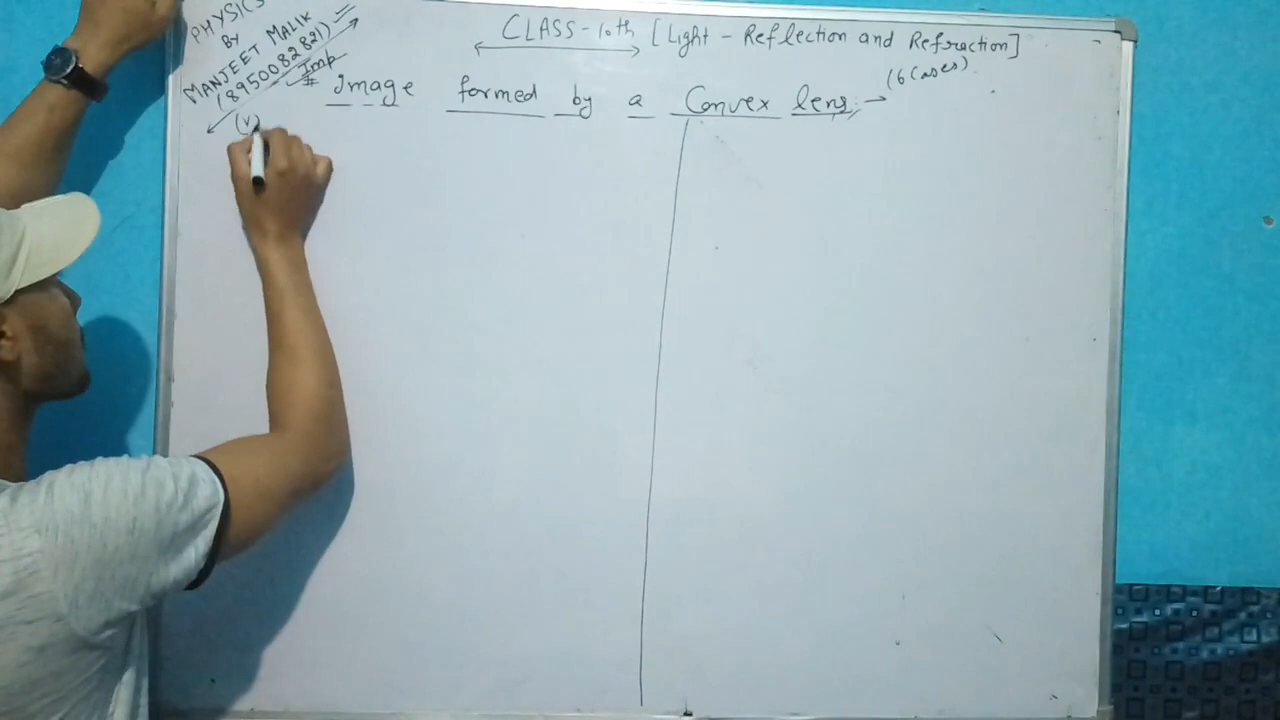 PHYSICS
By
MANJEET MALIK
(8950082821)
CLASS-10th [Light - Reflection and Refraction]
Imp
# Image formed by a Convex lens → (6 Cases)
(v)